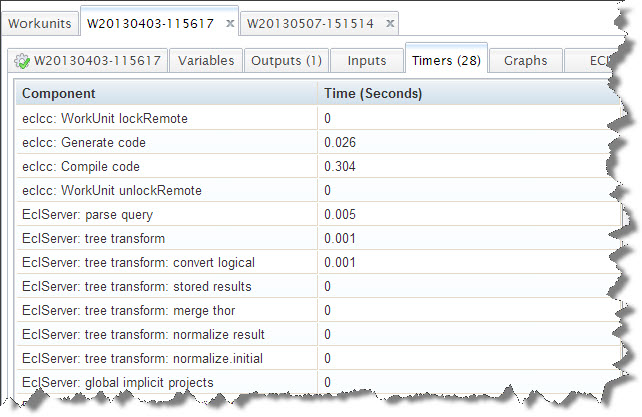 Workunits W20130403-115617 x W20130507-151514 x
W20130403-115617 Variables Outputs (1) Inputs Timers (28) Graphs
Component Time (Seconds)
eclcc: WorkUnit lockRemote 0
eclcc: Generate code 0.026
eclcc: Compile code 0.304
eclcc: WorkUnit unlockRemote 0
EclServer: parse query 0.005
EclServer: tree transform 0.001
EclServer: tree transform: convert logical 0.001
EclServer: tree transform: stored results 0
EclServer: tree transform: merge thor 0
EclServer: tree transform: normalize result 0
EclServer: tree transform: normalize.initial 0
EclServer: global implicit projects 0